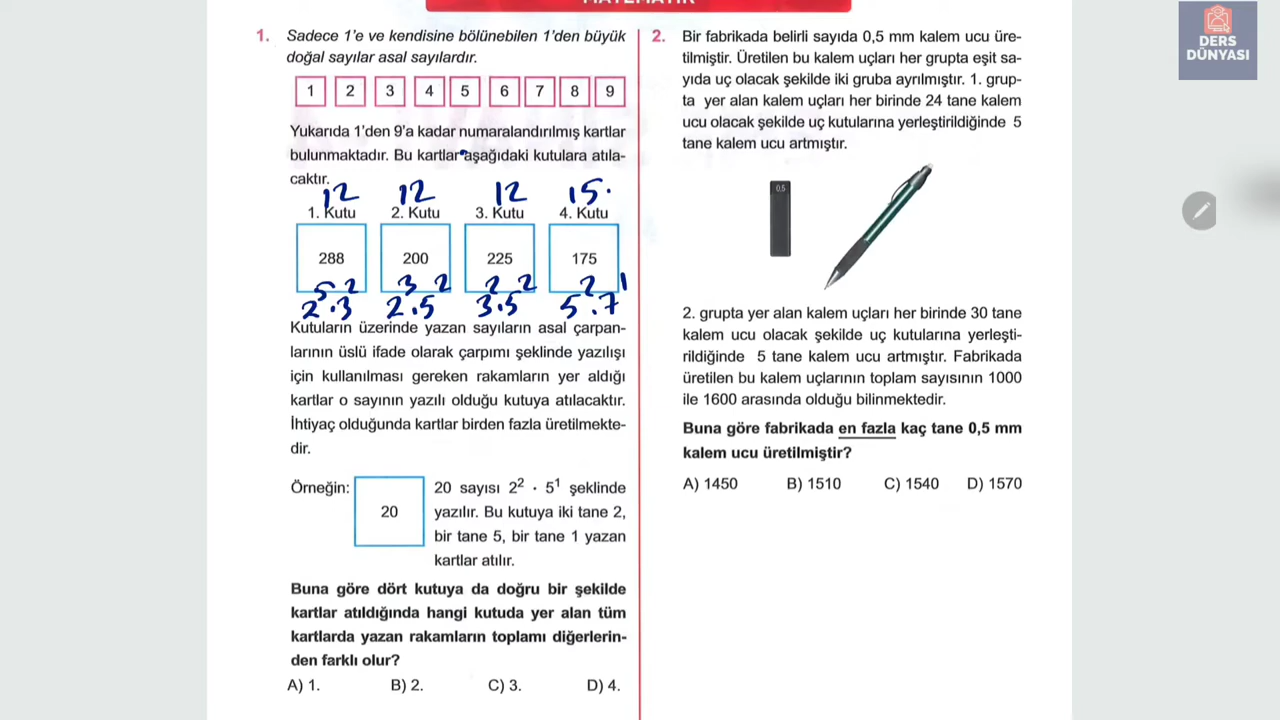 MATEMATİK
DERS
DÜNYASI
1. Sadece 1'e ve kendisine bölünebilen 1'den büyük
doğal sayılar asal sayılardır.
1 2 3 4 5 6 7 8 9
Yukarıda 1'den 9'a kadar numaralandırılmış kartlar
bulunmaktadır. Bu kartlar aşağıdaki kutulara atıla-
caktır.
12 12 12 15.
1. Kutu 2. Kutu 3. Kutu 4. Kutu
288 200 225 175
2⁵.3² 2³.5² 3².5² 5².7¹
Kutuların üzerinde yazan sayıların asal çarpan-
larının üslü ifade olarak çarpımı şeklinde yazılışı
için kullanılması gereken rakamların yer aldığı
kartlar o sayının yazılı olduğu kutuya atılacaktır.
İhtiyaç olduğunda kartlar birden fazla üretilmekte-
dir.
Örneğin:
20
20 sayısı 2² · 5¹ şeklinde
yazılır. Bu kutuya iki tane 2,
bir tane 5, bir tane 1 yazan
kartlar atılır.
Buna göre dört kutuya da doğru bir şekilde
kartlar atıldığında hangi kutuda yer alan tüm
kartlarda yazan rakamların toplamı diğerlerin-
den farklı olur?
A) 1. B) 2. C) 3. D) 4.
2. Bir fabrikada belirli sayıda 0,5 mm kalem ucu üre-
tilmiştir. Üretilen bu kalem uçları her grupta eşit sa-
yıda uç olacak şekilde iki gruba ayrılmıştır. 1. grup-
ta yer alan kalem uçları her birinde 24 tane kalem
ucu olacak şekilde uç kutularına yerleştirildiğinde 5
tane kalem ucu artmıştır.
0.5
2. grupta yer alan kalem uçları her birinde 30 tane
kalem ucu olacak şekilde uç kutularına yerleşti-
rildiğinde 5 tane kalem ucu artmıştır. Fabrikada
üretilen bu kalem uçlarının toplam sayısının 1000
ile 1600 arasında olduğu bilinmektedir.
Buna göre fabrikada en fazla kaç tane 0,5 mm
kalem ucu üretilmiştir?
A) 1450 B) 1510 C) 1540 D) 1570